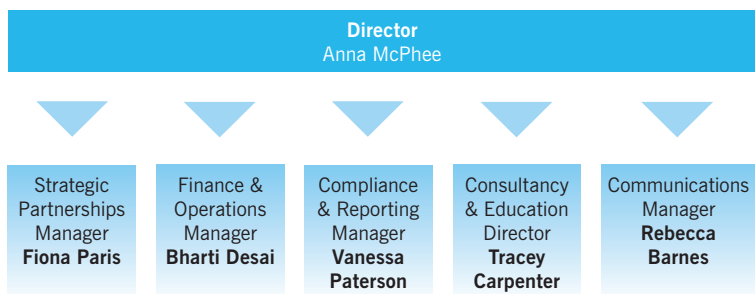 Director
Anna McPhee
Strategic
Partnerships
Manager
Fiona Paris
Finance &
Operations
Manager
Bharti Desai
Compliance
& Reporting
Manager
Vanessa
Paterson
Consultancy
& Education
Director
Tracey
Carpenter
Communications
Manager
Rebecca
Barnes